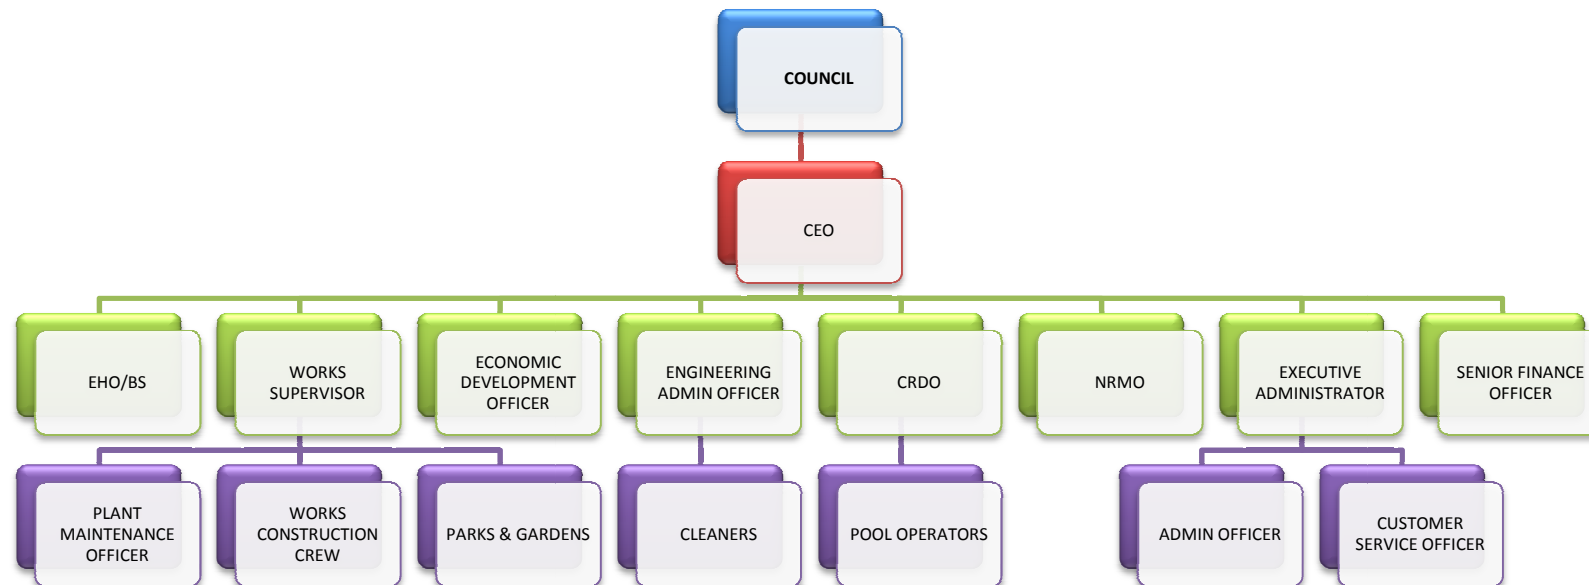 COUNCIL
CEO
EHO/BS
WORKS
SUPERVISOR
ECONOMIC
DEVELOPMENT
OFFICER
ENGINEERING
ADMIN OFFICER
CRDO
NRMO
EXECUTIVE
ADMINISTRATOR
SENIOR FINANCE
OFFICER
PLANT
MAINTENANCE
OFFICER
WORKS
CONSTRUCTION
CREW
PARKS & GARDENS
CLEANERS
POOL OPERATORS
ADMIN OFFICER
CUSTOMER
SERVICE OFFICER